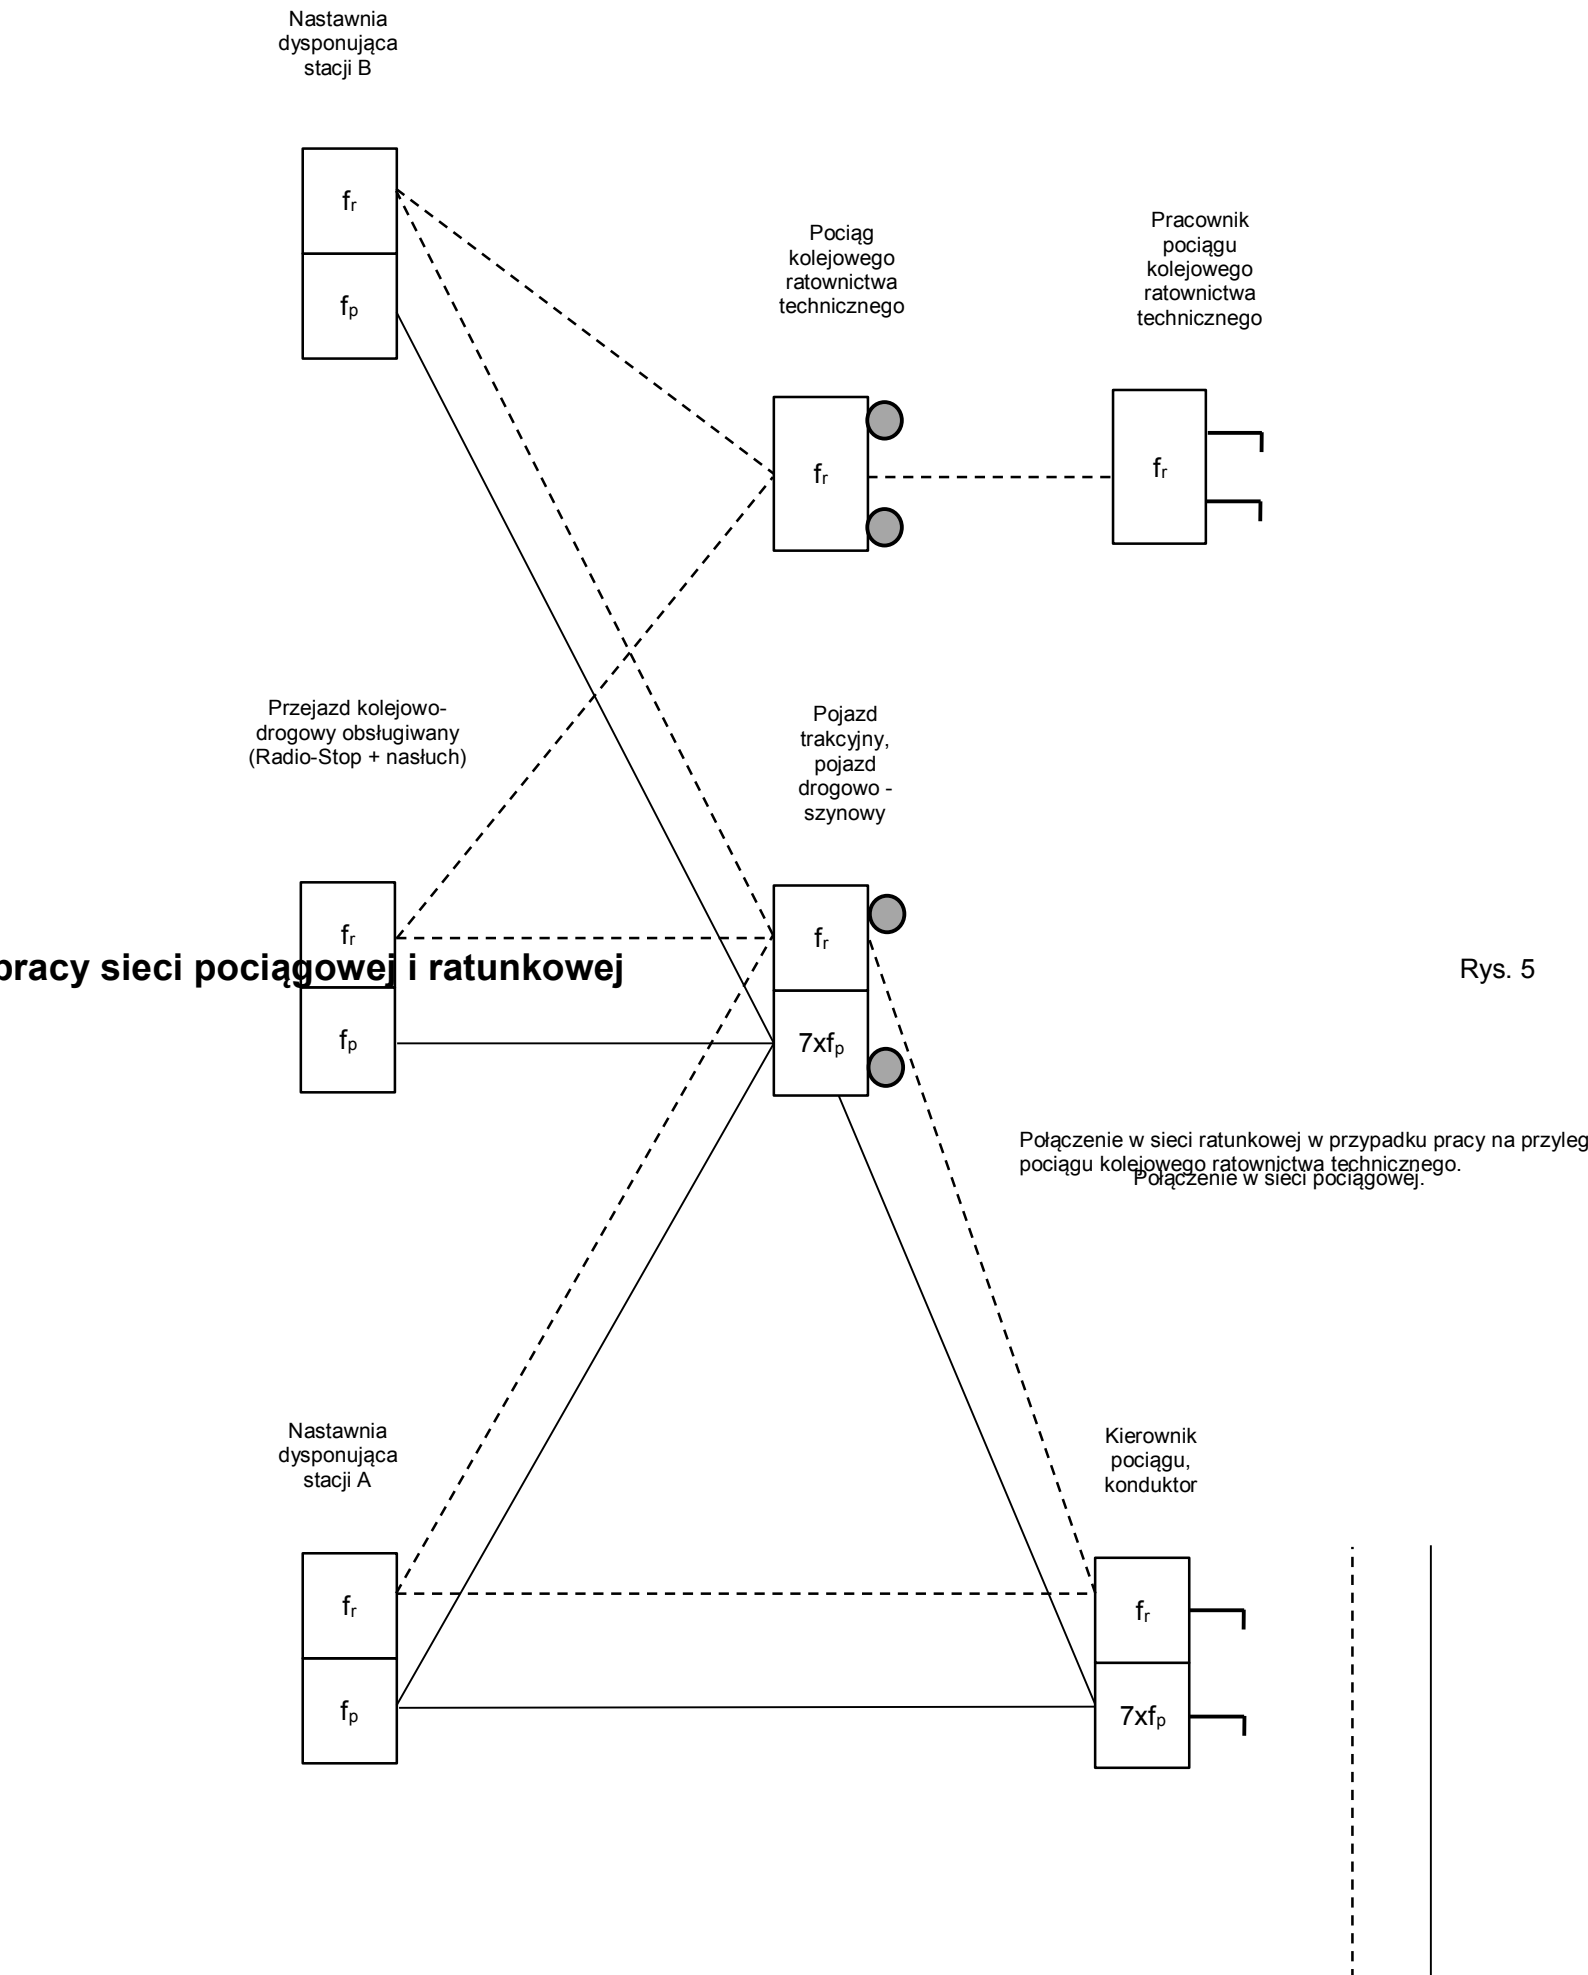 Nastawnia
dysponująca
stacji B
fr
fp
Pociąg
kolejowego
ratownictwa
technicznego
Pracownik
pociągu
kolejowego
ratownictwa
technicznego
fr
fr
Przejazd kolejowo-
drogowy obsługiwany
(Radio-Stop + nasłuch)
Pojazd
trakcyjny,
pojazd
drogowo -
szynowy
fr
fp
fr
7xfp
pracy sieci pociągowej i ratunkowej
Rys. 5
Połączenie w sieci ratunkowej w przypadku pracy na przyleg
pociągu kolejowego ratownictwa technicznego.
Połączenie w sieci pociągowej.
Nastawnia
dysponująca
stacji A
Kierownik
pociągu,
konduktor
fr
fp
fr
7xfp